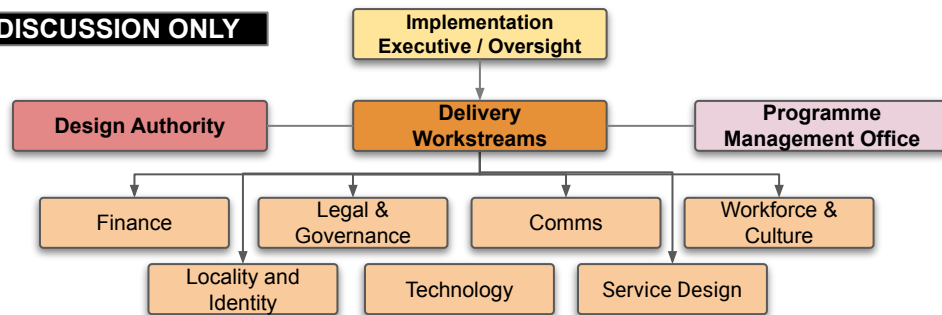 DISCUSSION ONLY
Implementation
Executive / Oversight
Design Authority
Delivery
Workstreams
Programme
Management Office
Finance
Legal &
Governance
Comms
Workforce &
Culture
Locality and
Identity
Technology
Service Design